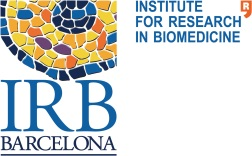 INSTITUTE
FOR RESEARCH
IN BIOMEDICINE
IRB
BARCELONA